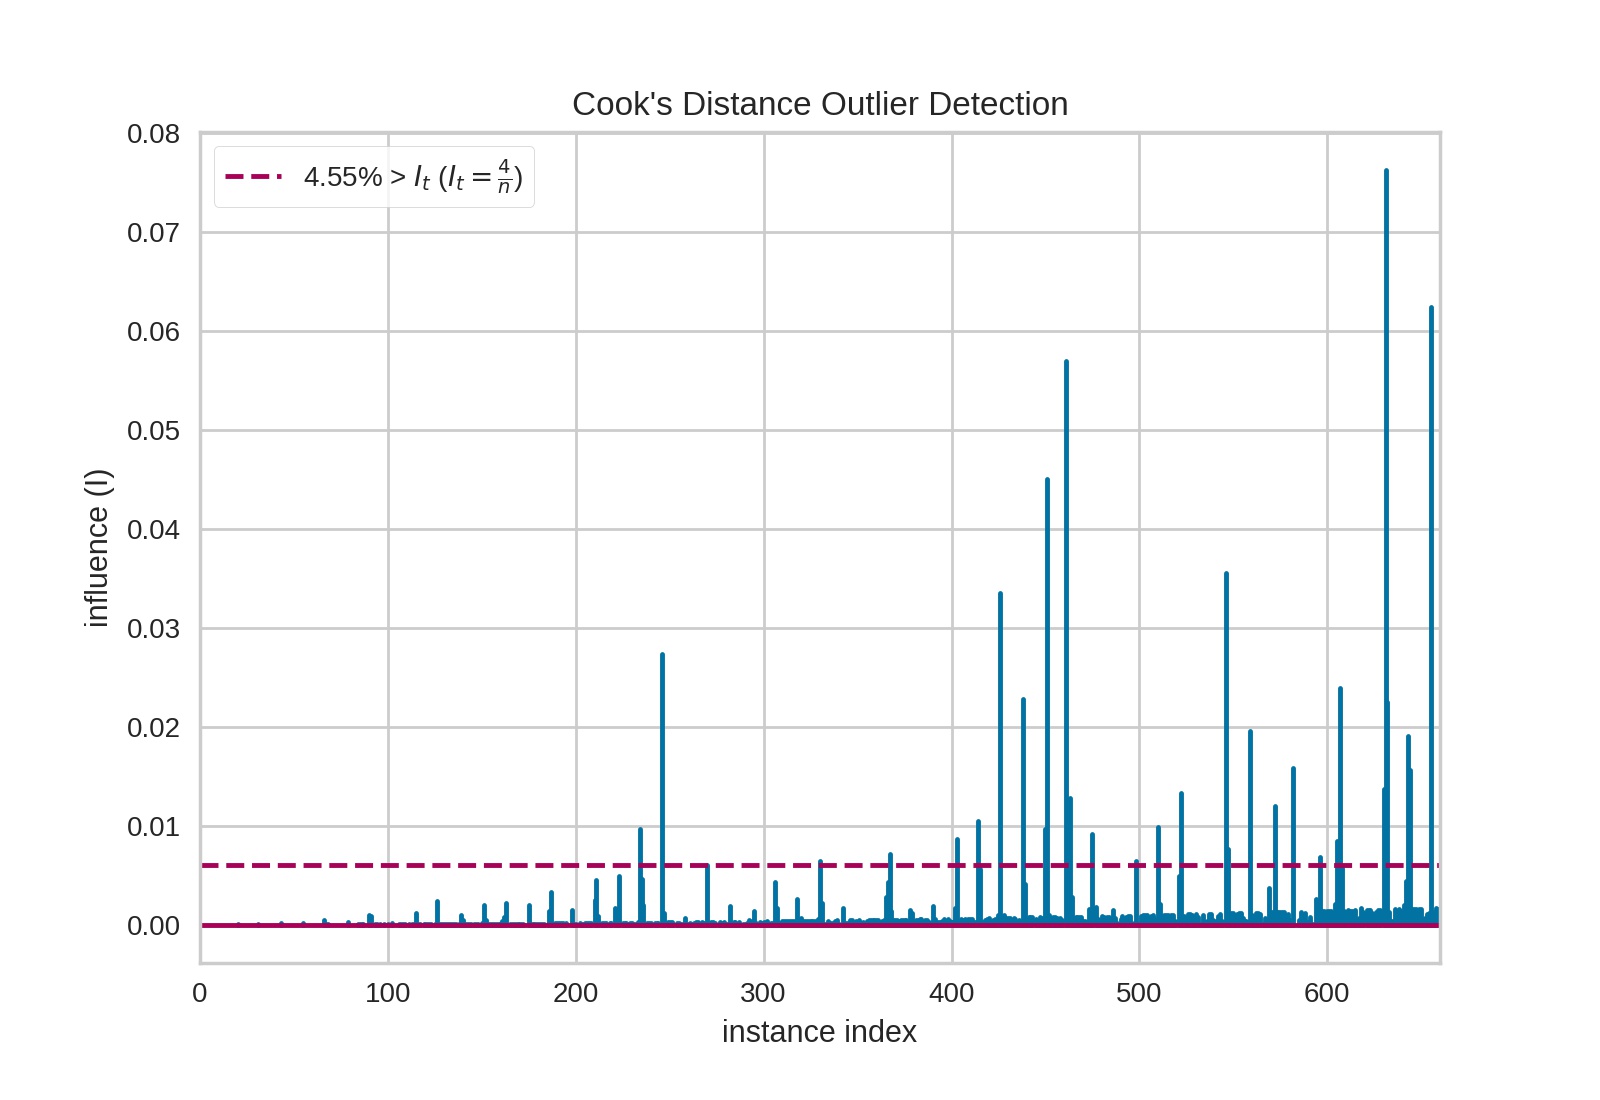 Cook's Distance Outlier Detection
0.08
4.55% > I_t (I_t = 4/n)
0.07
0.06
0.05
0.04
0.03
0.02
0.01
0.00
influence (I)
0 100 200 300 400 500 600
instance index